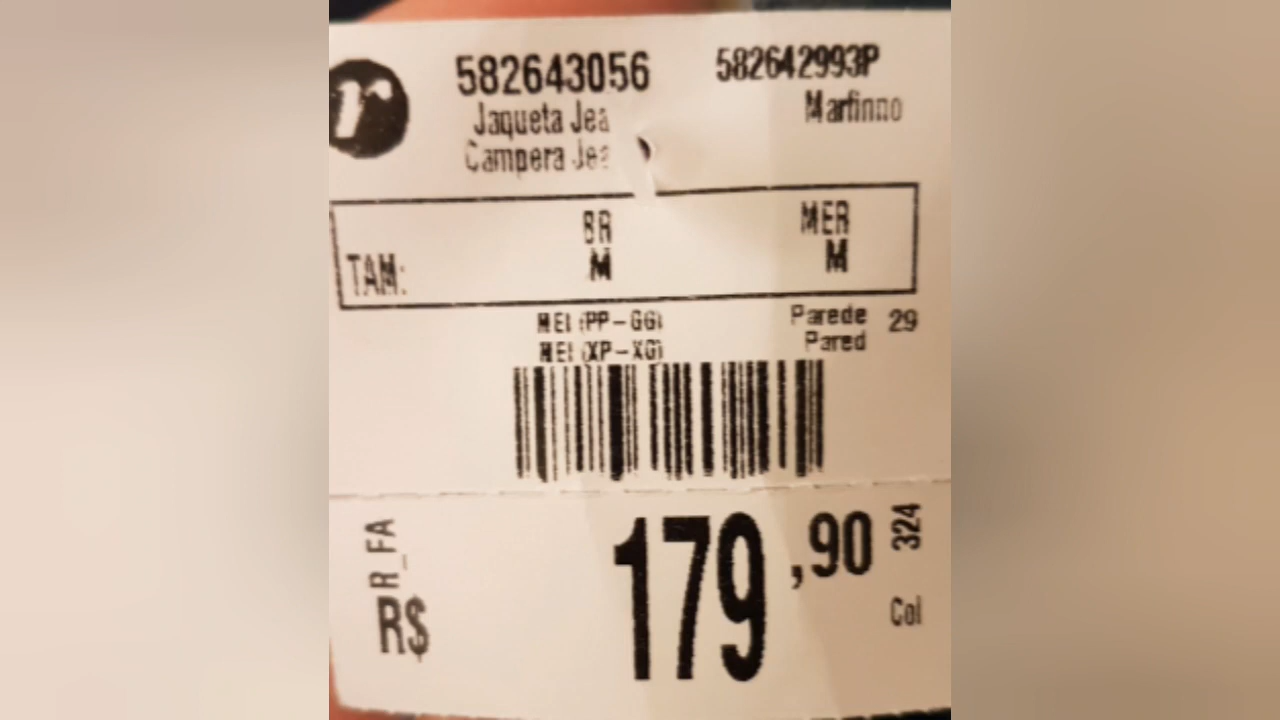 r
582643056 582642993P
Jaqueta Jea Marfinno
Campera Jea
BR MER
TAM: M M
MEI (PP-GG) Parede 29
MEI (XP-XG) Pared
R_FA
R$ 179,90
324
Col